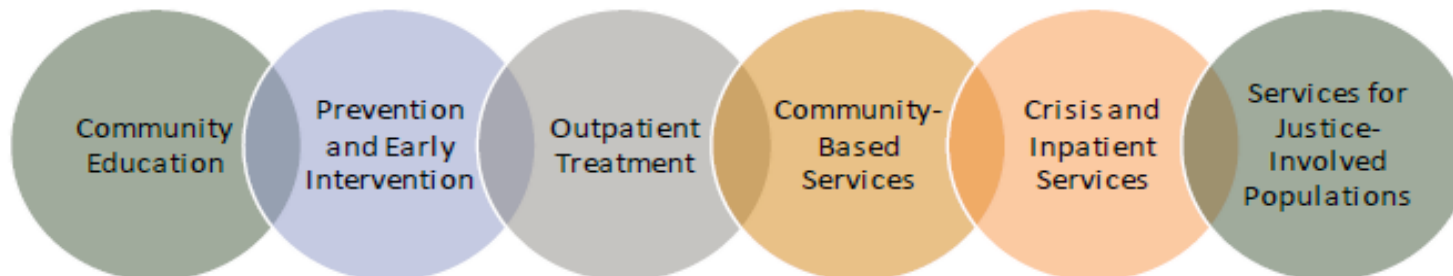 Community
Education
Prevention
and Early
Intervention
Outpatient
Treatment
Community-
Based
Services
Crisis and
Inpatient
Services
Services for
Justice-
Involved
Populations